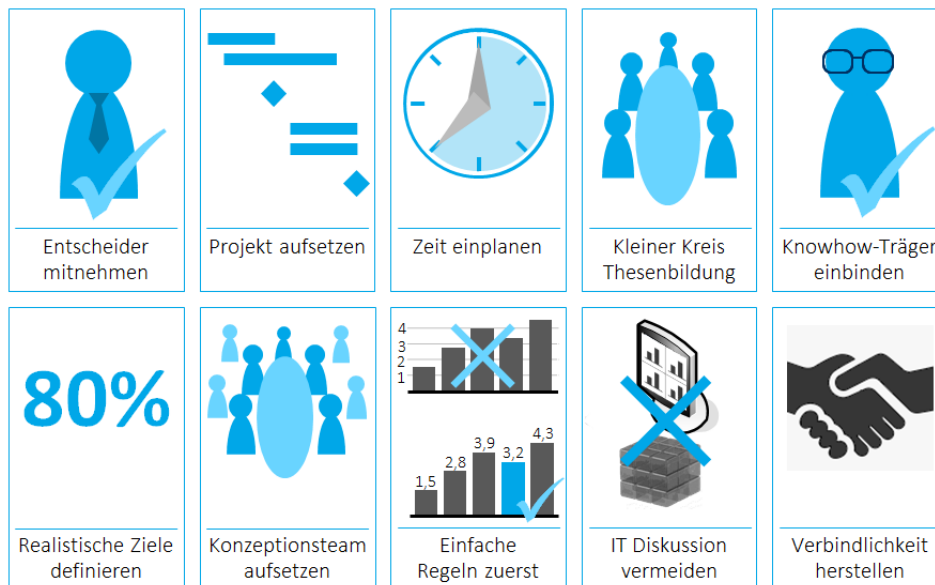 Entscheider
mitnehmen
Projekt aufsetzen
Zeit einplanen
Kleiner Kreis
Thesenbildung
Knowhow-Träger
einbinden
80%
Realistische Ziele
definieren
Konzeptionsteam
aufsetzen
4
3
2
1
1,5
2,8
3,9
3,2
4,3
Einfache
Regeln zuerst
IT Diskussion
vermeiden
Verbindlichkeit
herstellen